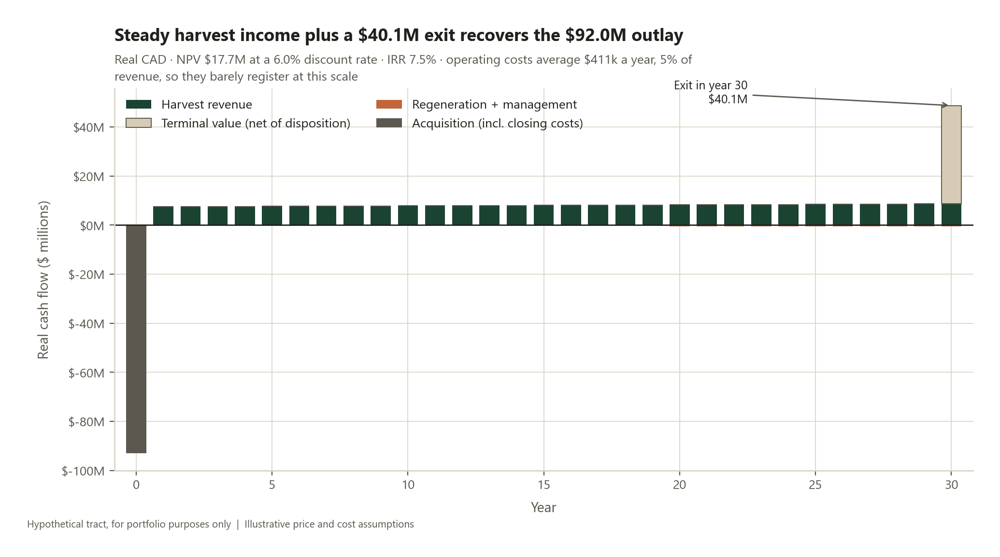 Steady harvest income plus a $40.1M exit recovers the $92.0M outlay
Real CAD · NPV $17.7M at a 6.0% discount rate · IRR 7.5% · operating costs average $411k a year, 5% of
revenue, so they barely register at this scale
Exit in year 30
$40.1M
Harvest revenue
Terminal value (net of disposition)
Regeneration + management
Acquisition (incl. closing costs)
$40M
$20M
$0M
$-20M
$-40M
$-60M
$-80M
$-100M
Real cash flow ($ millions)
0 5 10 15 20 25 30
Year
Hypothetical tract, for portfolio purposes only | Illustrative price and cost assumptions